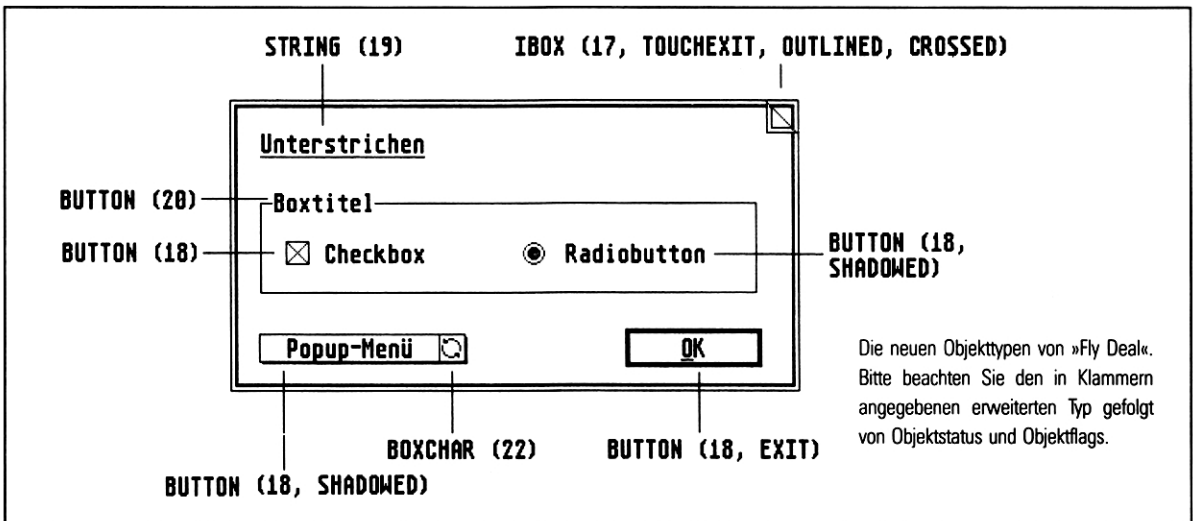 STRING (19)
IBOX (17, TOUCHEXIT, OUTLINED, CROSSED)
Unterstrichen
BUTTON (20)
Boxtitel
BUTTON (18)
Checkbox
Radiobutton
BUTTON (18,
SHADOWED)
Popup-Menü
OK
BOXCHAR (22)
BUTTON (18, EXIT)
BUTTON (18, SHADOWED)
Die neuen Objekttypen von »Fly Deal«.
Bitte beachten Sie den in Klammern
angegebenen erweiterten Typ gefolgt
von Objektstatus und Objektflags.